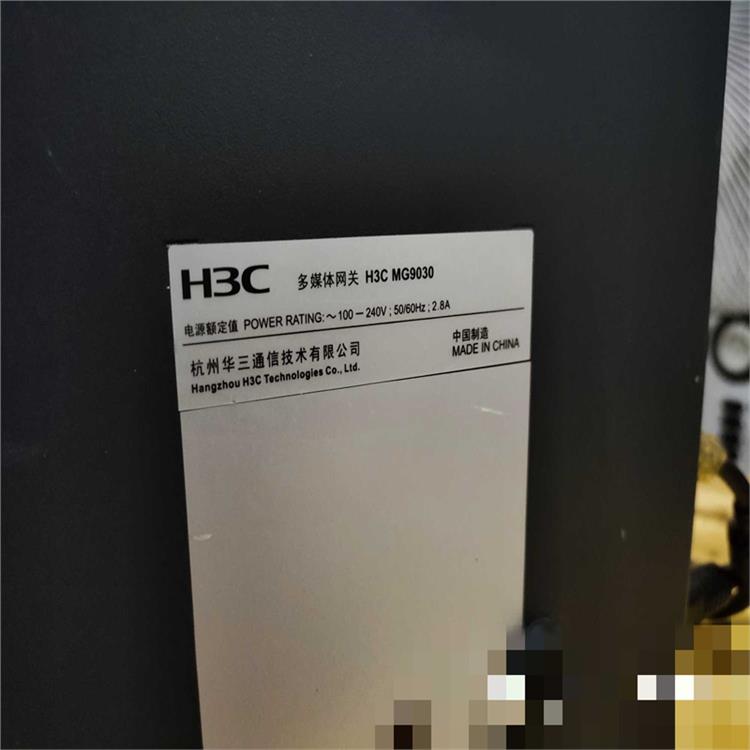 H3C 多媒体网关 H3C MG9030
电源额定值 POWER RATING:～100－240V；50/60Hz；2.8A
杭州华三通信技术有限公司
Hangzhou H3C Technologies Co., Ltd.
中国制造
MADE IN CHINA